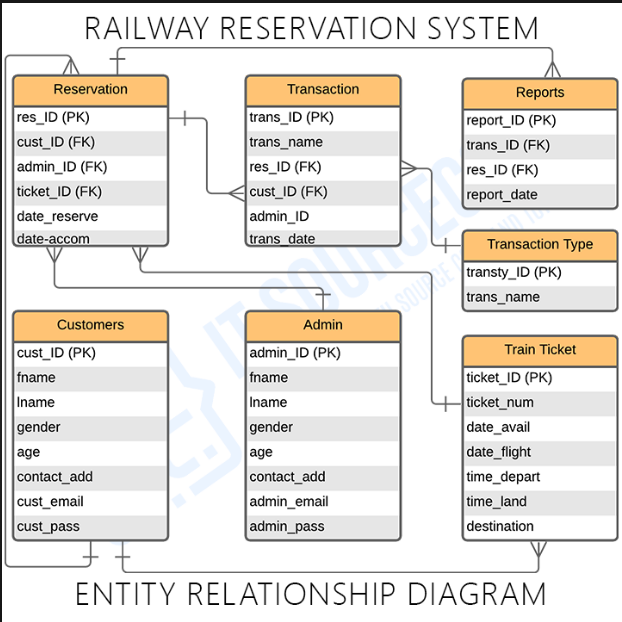 RAILWAY RESERVATION SYSTEM
Reservation
res_ID (PK)
cust_ID (FK)
admin_ID (FK)
ticket_ID (FK)
date_reserve
date-accom
Transaction
trans_ID (PK)
trans_name
res_ID (FK)
cust_ID (FK)
admin_ID
trans_date
Reports
report_ID (PK)
trans_ID (FK)
res_ID (FK)
report_date
Transaction Type
transty_ID (PK)
trans_name
Customers
cust_ID (PK)
fname
lname
gender
age
contact_add
cust_email
cust_pass
Admin
admin_ID (PK)
fname
lname
gender
age
contact_add
admin_email
admin_pass
Train Ticket
ticket_ID (PK)
ticket_num
date_avail
date_flight
time_depart
time_land
destination
IT SOURCEC
ENTITY RELATIONSHIP DIAGRAM